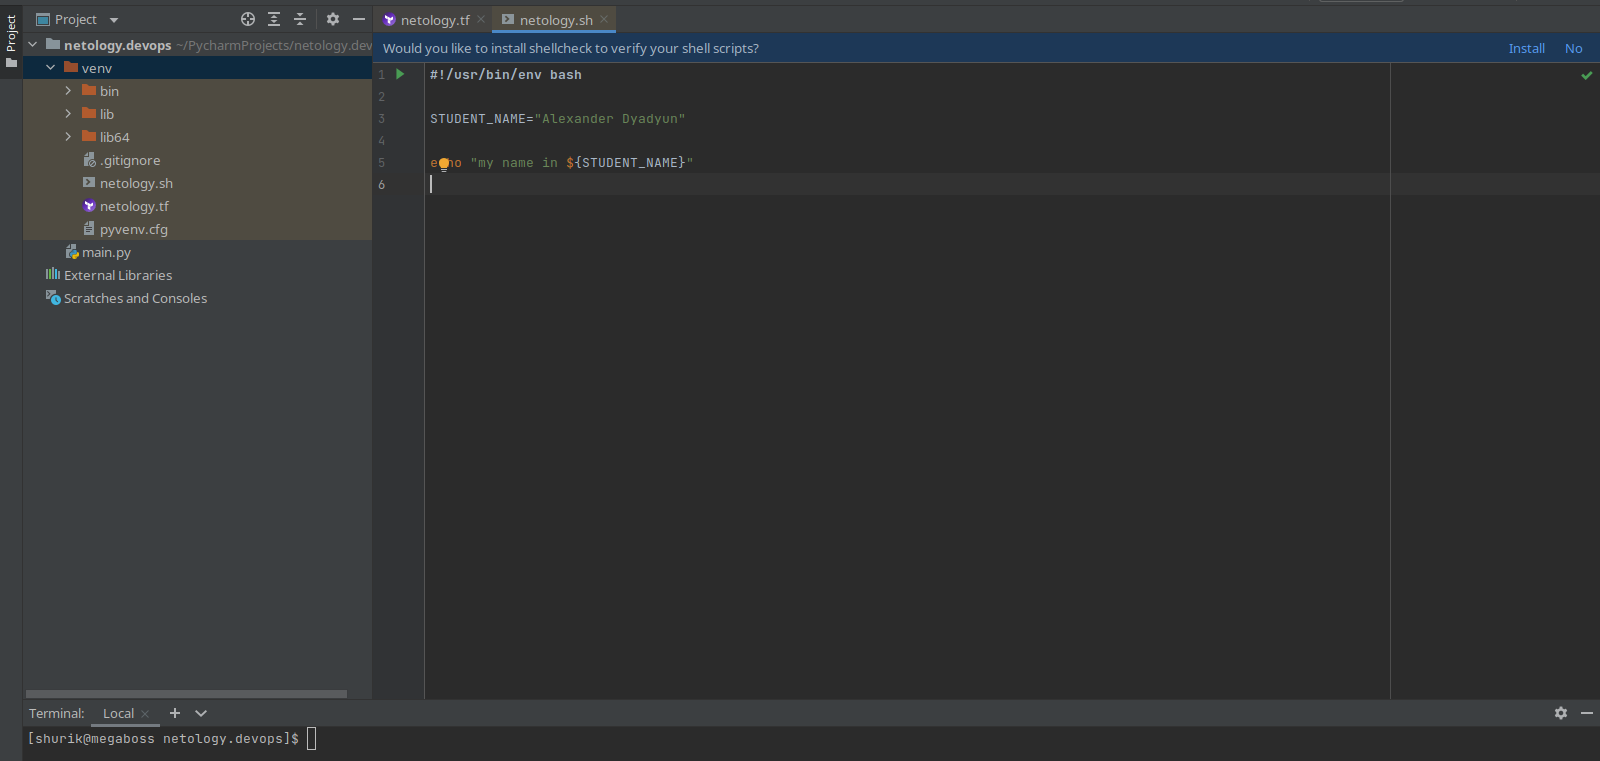 Project
Project
netology.devops ~/PycharmProjects/netology.dev
venv
bin
lib
lib64
.gitignore
netology.sh
netology.tf
pyvenv.cfg
main.py
External Libraries
Scratches and Consoles
netology.tf
netology.sh
Would you like to install shellcheck to verify your shell scripts?
Install No
1 #!/usr/bin/env bash
2
3 STUDENT_NAME="Alexander Dyadyun"
4
5 echo "my name in ${STUDENT_NAME}"
6
Terminal: Local
[shurik@megaboss netology.devops]$